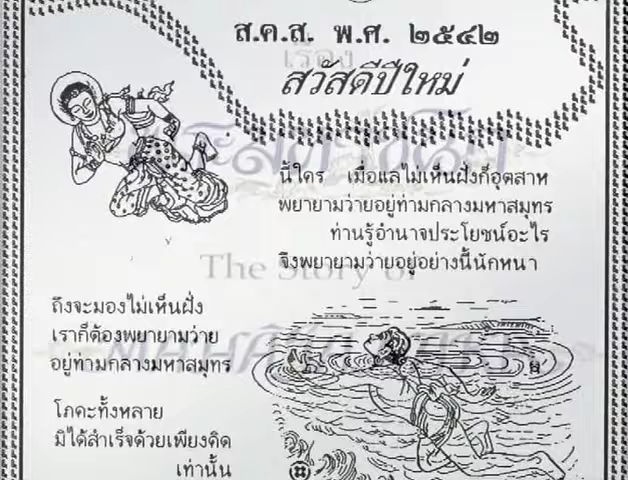 ส.ค.ส. พ.ศ. ๒๕๔๒
เรื่อง
สวัสดีปีใหม่
นี้ใคร เมื่อแลไม่เห็นฝั่งก็อุตสาห
พยายามว่ายอยู่ท่ามกลางมหาสมุทร
ท่านรู้อำนาจประโยชน์อะไร
จึงพยายามว่ายอยู่อย่างนี้นักหนา
The Story of
ถึงจะมองไม่เห็นฝั่ง
เราก็ต้องพยายามว่าย
อยู่ท่ามกลางมหาสมุทร
โภคะทั้งหลาย
มิได้สำเร็จด้วยเพียงคิด
เท่านั้น